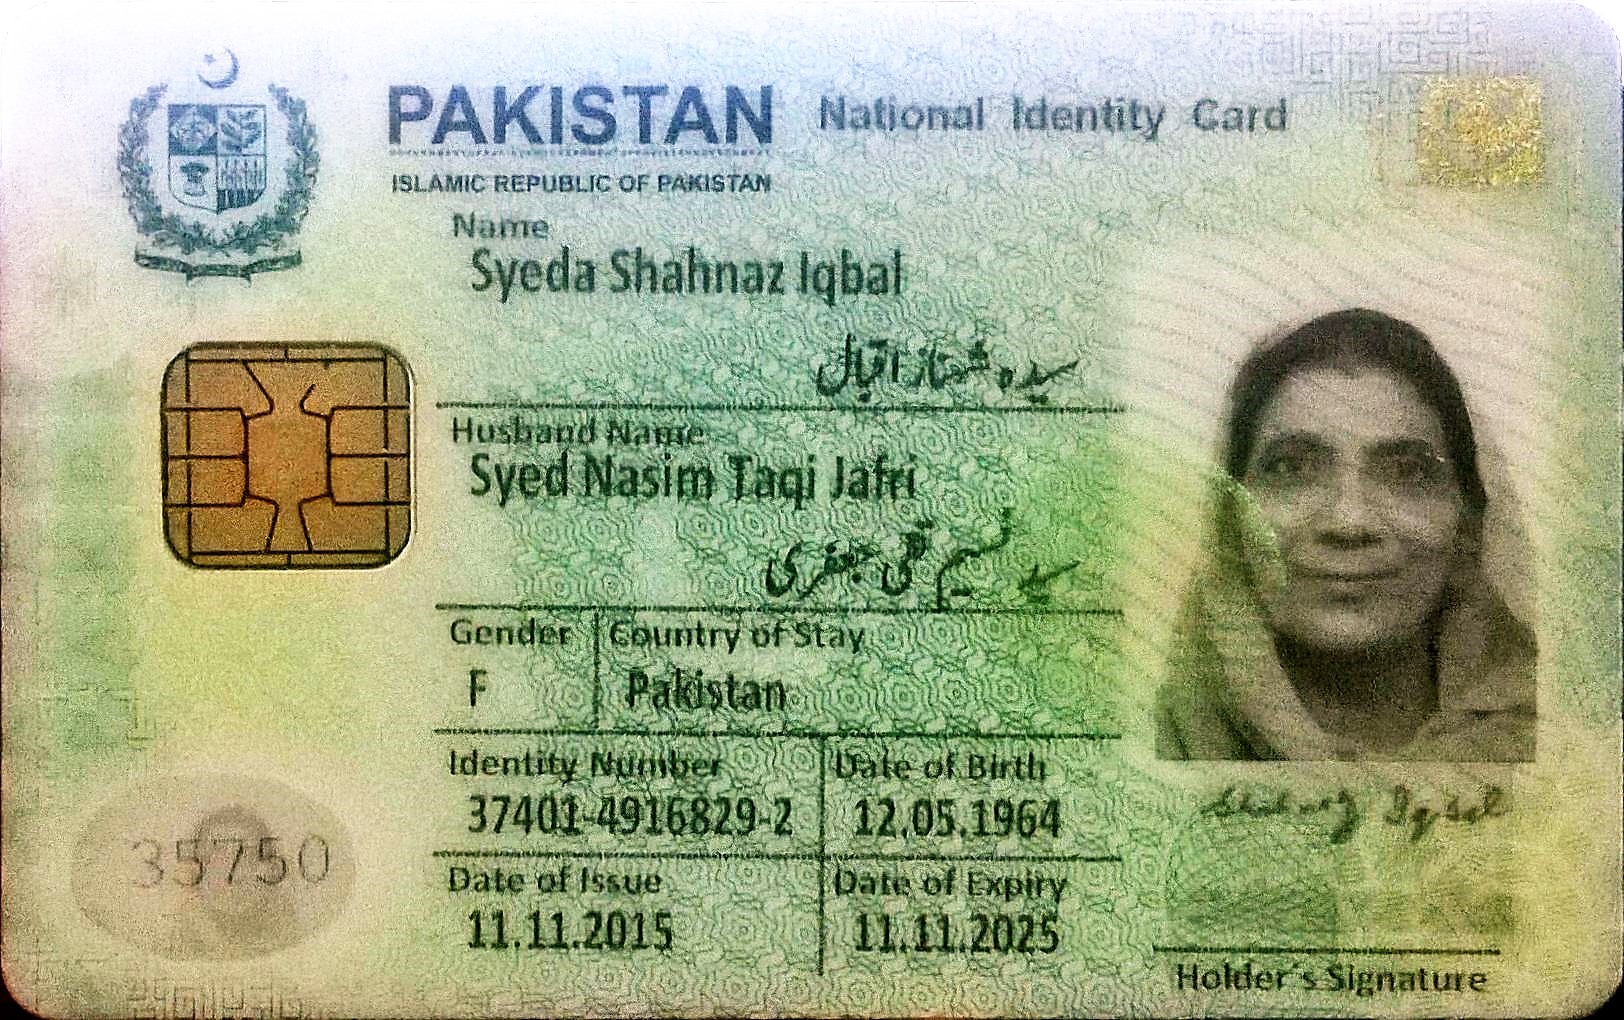 PAKISTAN National Identity Card
ISLAMIC REPUBLIC OF PAKISTAN
Name
Syeda Shahnaz Iqbal
سیدہ شہناز اقبال
Husband Name
Syed Nasim Taqi Jafri
سید نسیم تقی جعفری
Gender Country of Stay
F Pakistan
Identity Number Date of Birth
37401-4916829-2 12.05.1964
35750
Date of Issue Date of Expiry
11.11.2015 11.11.2025
Shahnaz Iqbal
Holder's Signature